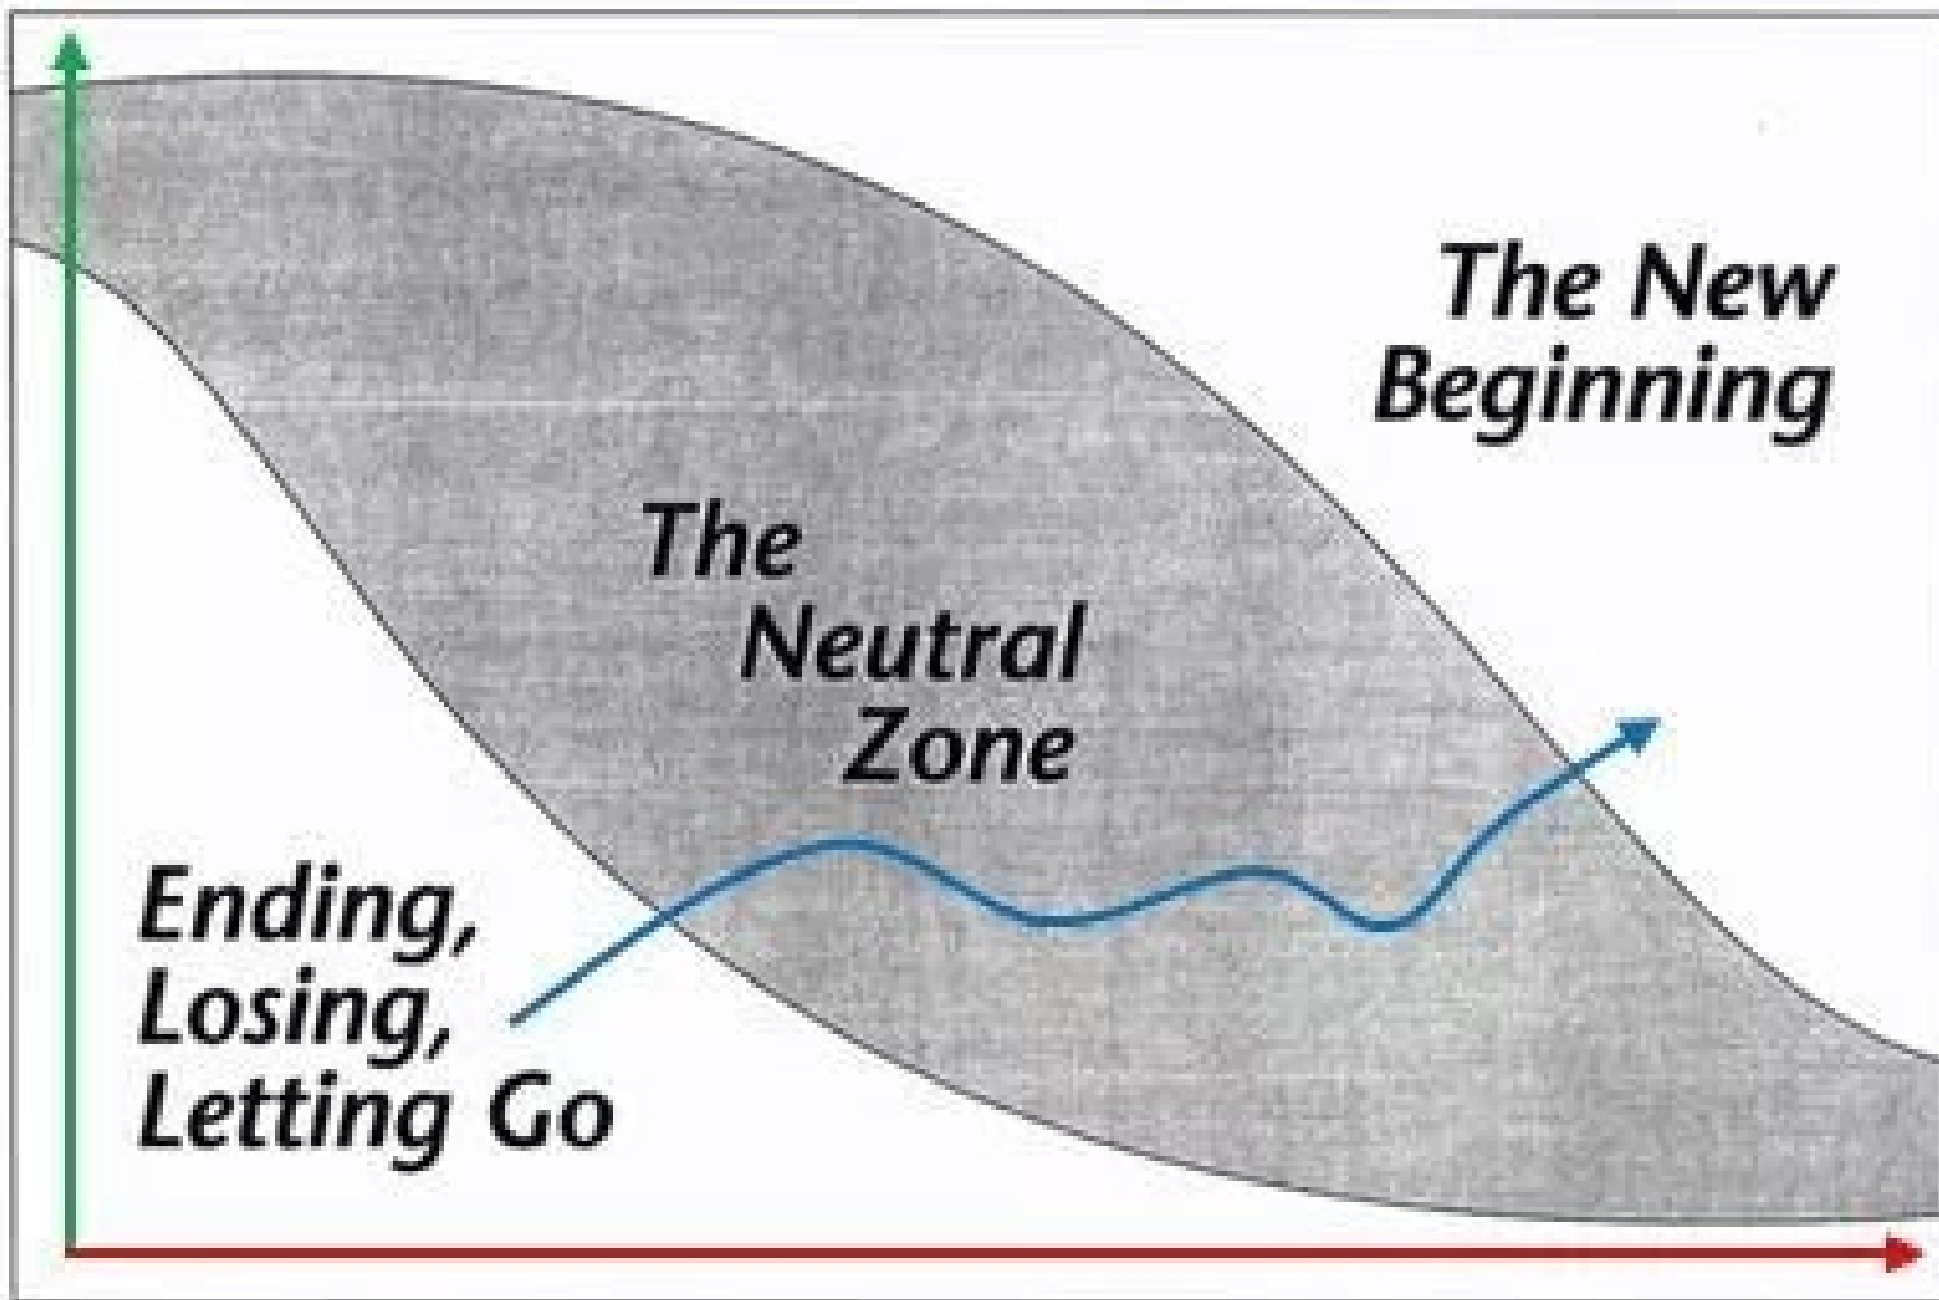 The New
Beginning
The
Neutral
Zone
Ending,
Losing,
Letting Go